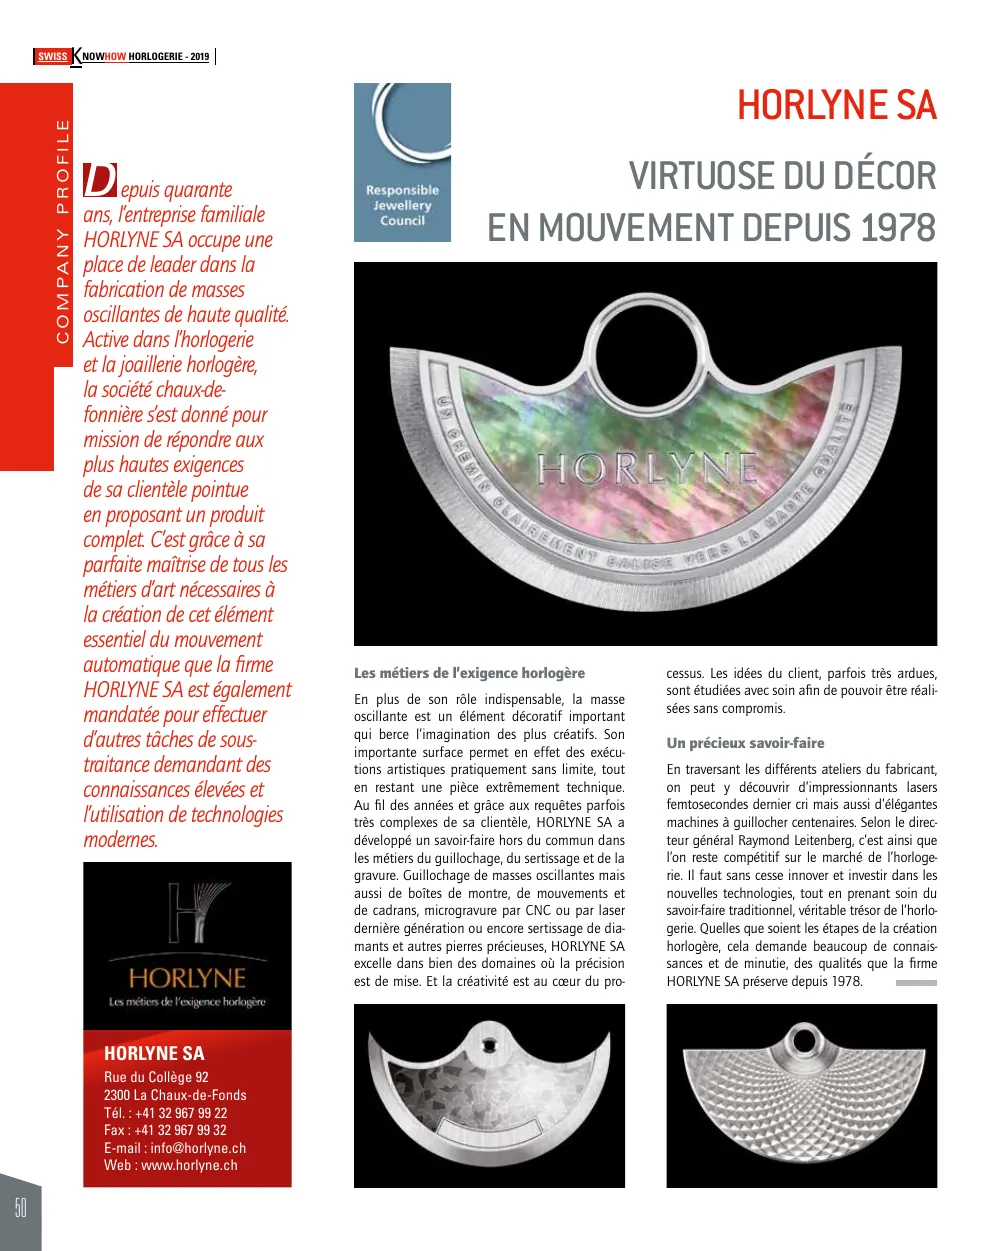 SWISS KNOWHOW HORLOGERIE - 2019
COMPANY PROFILE
Depuis quarante
ans, l'entreprise familiale
HORLYNE SA occupe une
place de leader dans la
fabrication de masses
oscillantes de haute qualité.
Active dans l'horlogerie
et la joaillerie horlogère,
la société chaux-de-
fonnière s'est donné pour
mission de répondre aux
plus hautes exigences
de sa clientèle pointue
en proposant un produit
complet. C'est grâce à sa
parfaite maîtrise de tous les
métiers d'art nécessaires à
la création de cet élément
essentiel du mouvement
automatique que la firme
HORLYNE SA est également
mandatée pour effectuer
d'autres tâches de sous-
traitance demandant des
connaissances élevées et
l'utilisation de technologies
modernes.
HORLYNE
Les métiers de l'exigence horlogère
HORLYNE SA
Rue du Collège 92
2300 La Chaux-de-Fonds
Tél. : +41 32 967 99 22
Fax : +41 32 967 99 32
E-mail : info@horlyne.ch
Web : www.horlyne.ch
Responsible
Jewellery
Council
HORLYNE SA
VIRTUOSE DU DÉCOR
EN MOUVEMENT DEPUIS 1978
HORLYNE
UN CHEMIN CLAIREMENT BALISE VERS LA HAUTE QUALITE
Les métiers de l'exigence horlogère
En plus de son rôle indispensable, la masse
oscillante est un élément décoratif important
qui berce l'imagination des plus créatifs. Son
importante surface permet en effet des exécu-
tions artistiques pratiquement sans limite, tout
en restant une pièce extrêmement technique.
Au fil des années et grâce aux requêtes parfois
très complexes de sa clientèle, HORLYNE SA a
développé un savoir-faire hors du commun dans
les métiers du guillochage, du sertissage et de la
gravure. Guillochage de masses oscillantes mais
aussi de boîtes de montre, de mouvements et
de cadrans, microgravure par CNC ou par laser
dernière génération ou encore sertissage de dia-
mants et autres pierres précieuses, HORLYNE SA
excelle dans bien des domaines où la précision
est de mise. Et la créativité est au cœur du pro-
cessus. Les idées du client, parfois très ardues,
sont étudiées avec soin afin de pouvoir être réali-
sées sans compromis.
Un précieux savoir-faire
En traversant les différents ateliers du fabricant,
on peut y découvrir d'impressionnants lasers
femtosecondes dernier cri mais aussi d'élégantes
machines à guillocher centenaires. Selon le direc-
teur général Raymond Leitenberg, c'est ainsi que
l'on reste compétitif sur le marché de l'horloge-
rie. Il faut sans cesse innover et investir dans les
nouvelles technologies, tout en prenant soin du
savoir-faire traditionnel, véritable trésor de l'horlo-
gerie. Quelles que soient les étapes de la création
horlogère, cela demande beaucoup de connais-
sances et de minutie, des qualités que la firme
HORLYNE SA préserve depuis 1978.
50